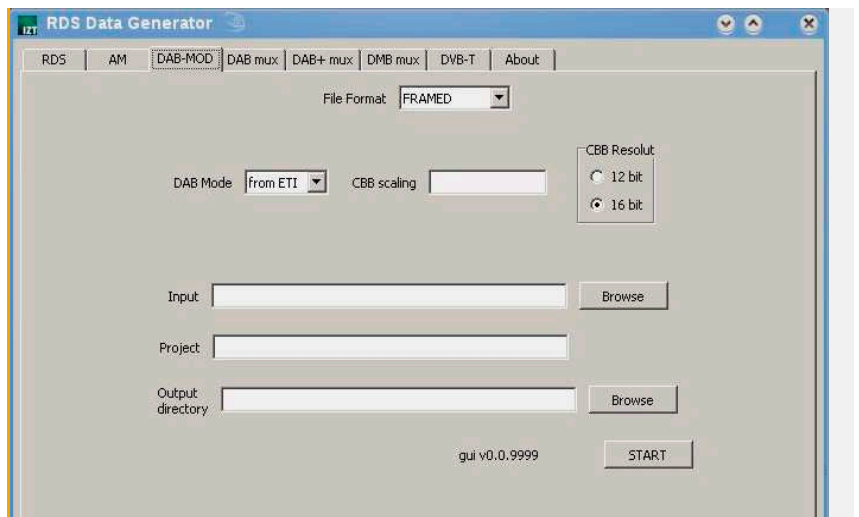 IZT RDS Data Generator
RDS AM DAB-MOD DAB mux DAB+ mux DMB mux DVB-T About
File Format FRAMED
CBB Resolut
DAB Mode from ETI CBB scaling 12 bit
16 bit
Input Browse
Project
Output
directory Browse
gui v0.0.9999 START